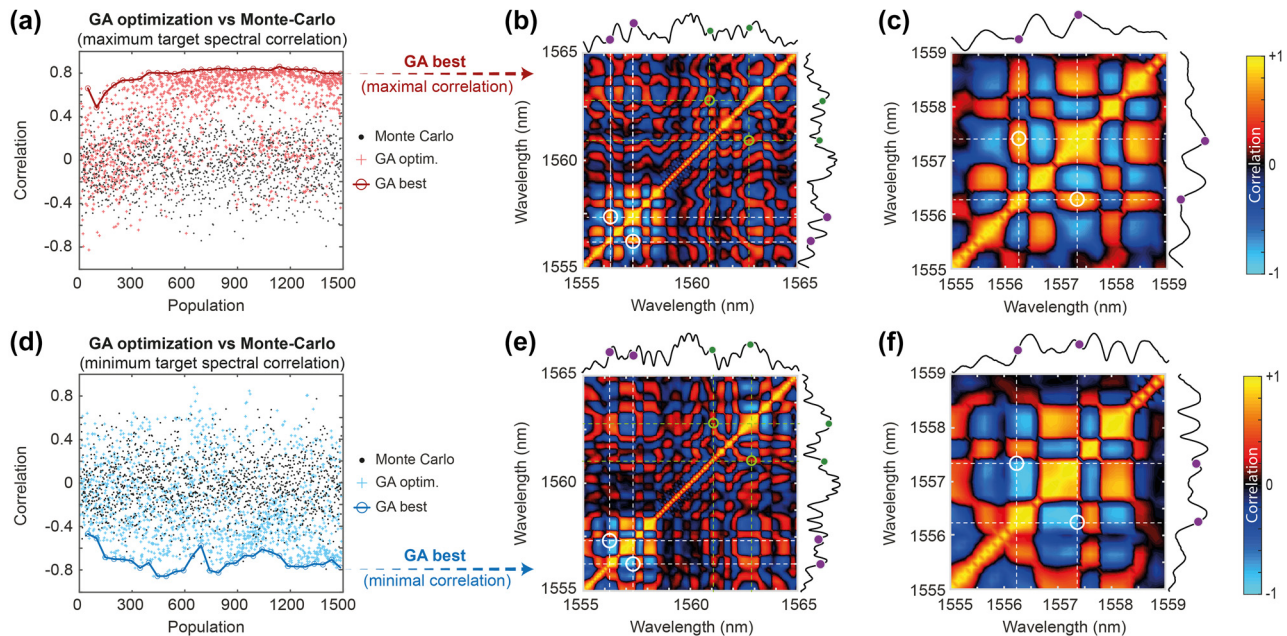 (a)
GA optimization vs Monte-Carlo
(maximum target spectral correlation)
0.8
0.4
0
-0.4
-0.8
Correlation
0 300 600 900 1200 1500
Population
GA best
(maximal correlation)
Monte Carlo
GA optim.
GA best
(b)
1565
1560
1555
Wavelength (nm)
1555 1560 1565
Wavelength (nm)
(c)
1559
1558
1557
1556
1555
Wavelength (nm)
1555 1556 1557 1558 1559
Wavelength (nm)
+1
0
-1
Correlation
(d)
GA optimization vs Monte-Carlo
(minimum target spectral correlation)
0.8
0.4
0
-0.4
-0.8
Correlation
0 300 600 900 1200 1500
Population
Monte Carlo
GA optim.
GA best
GA best
(minimal correlation)
(e)
1565
1560
1555
Wavelength (nm)
1555 1560 1565
Wavelength (nm)
(f)
1559
1558
1557
1556
1555
Wavelength (nm)
1555 1556 1557 1558 1559
Wavelength (nm)
+1
0
-1
Correlation